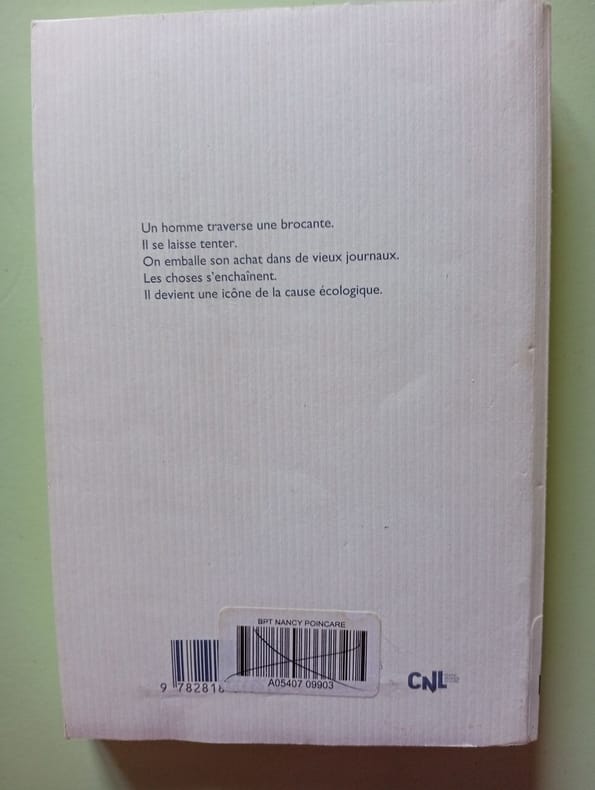 Un homme traverse une brocante.
Il se laisse tenter.
On emballe son achat dans de vieux journaux.
Les choses s'enchaînent.
Il devient une icône de la cause écologique.
BPT NANCY POINCARE
A05407 09903
9 782818
CNL